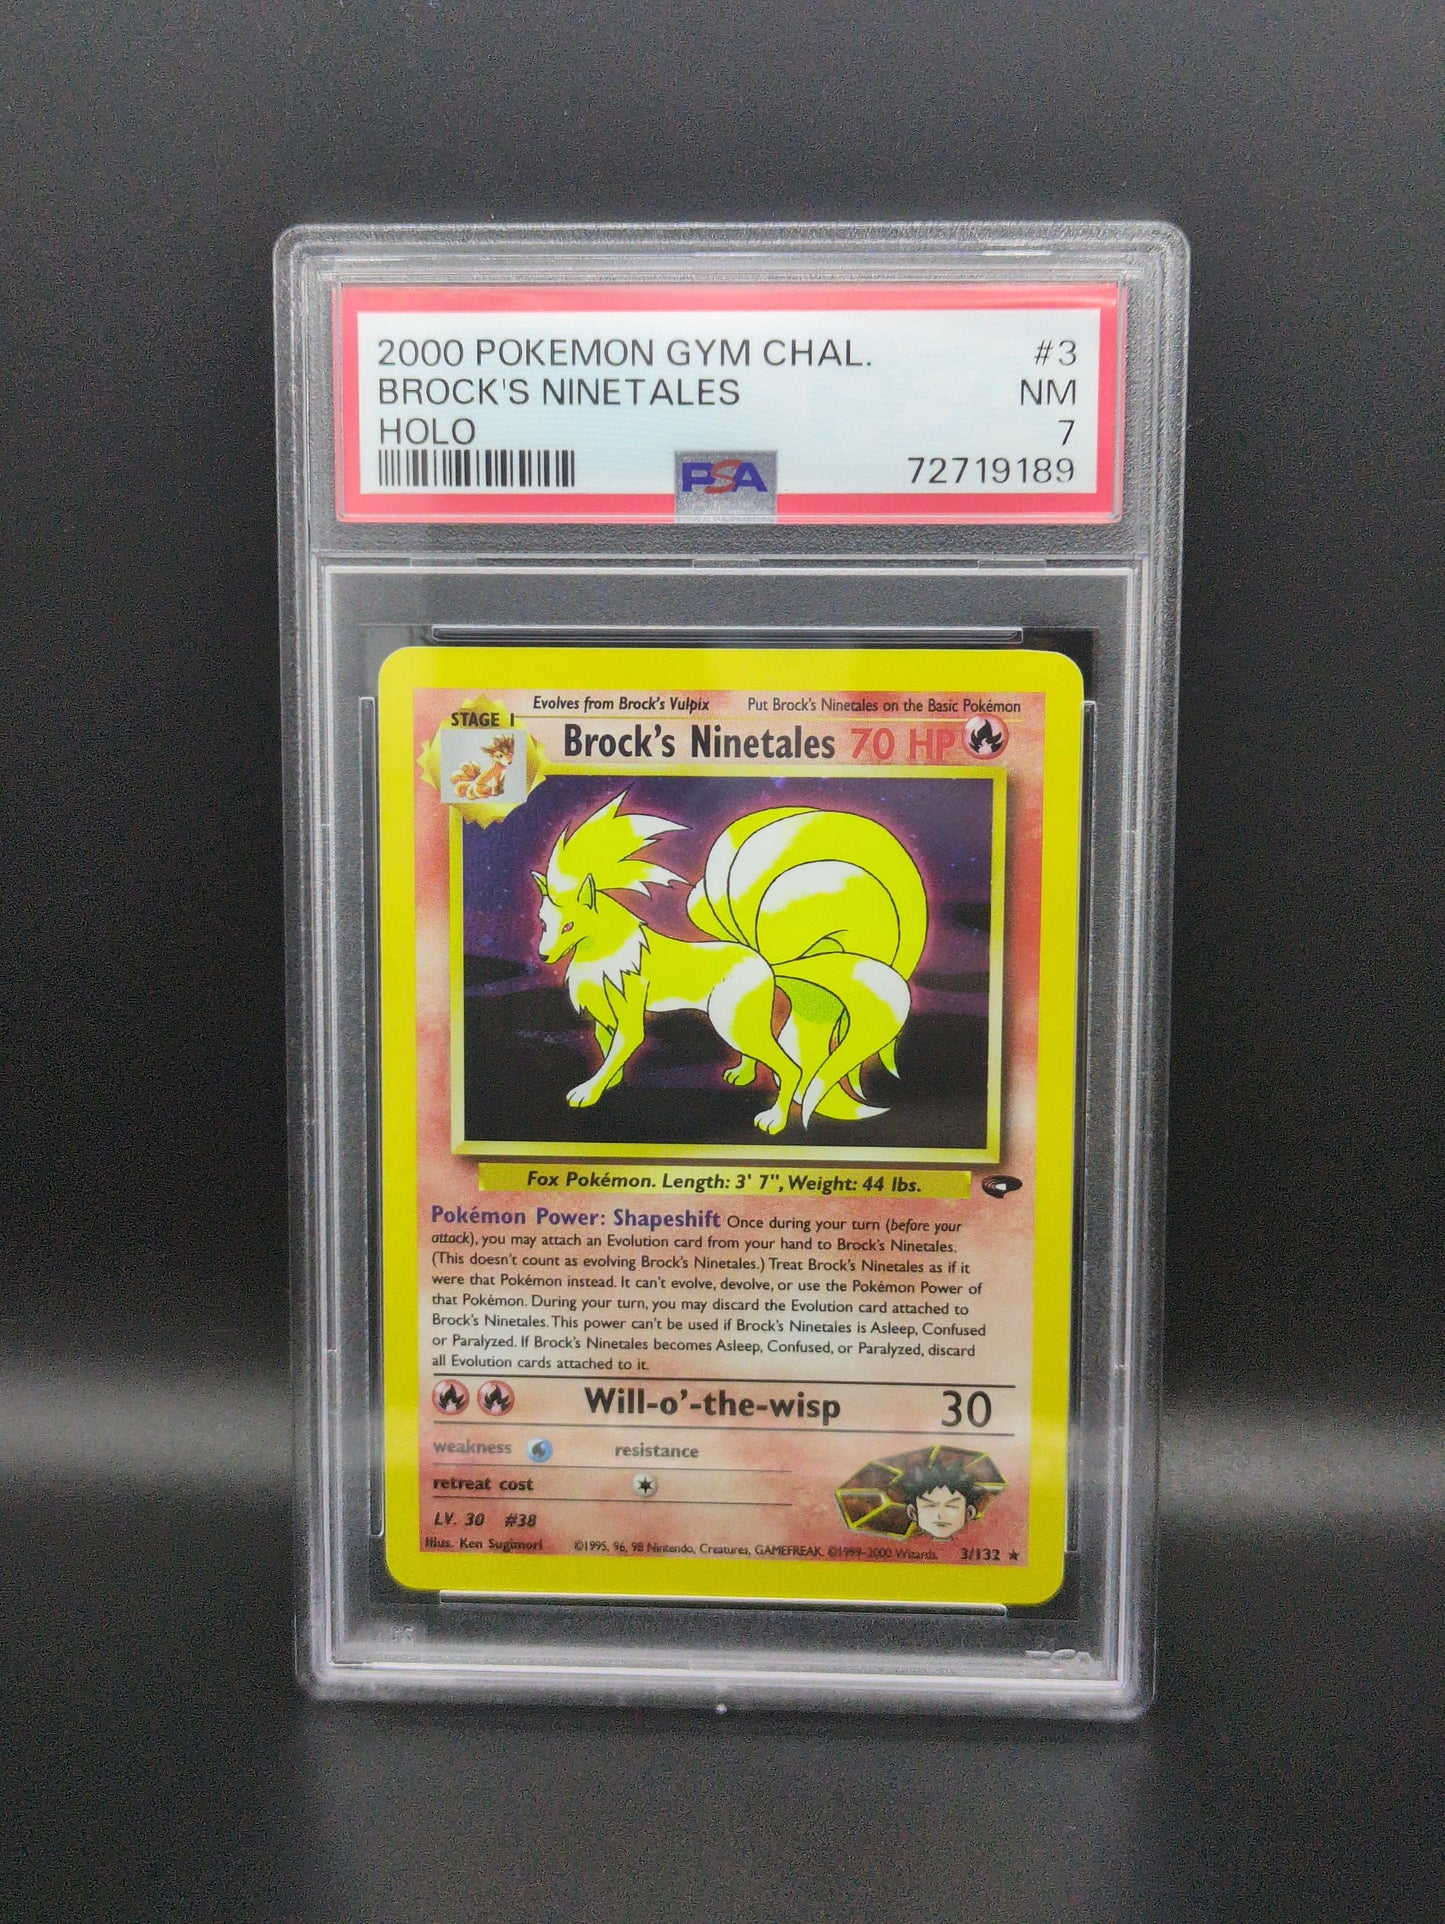 2000 POKEMON GYM CHAL. #3
BROCK'S NINETALES NM
HOLO 7
PSA 72719189
Evolves from Brock's Vulpix Put Brock's Ninetales on the Basic Pokémon
STAGE 1
Brock's Ninetales 70 HP
Fox Pokémon. Length: 3' 7", Weight: 44 lbs.
Pokémon Power: Shapeshift Once during your turn (before your
attack), you may attach an Evolution card from your hand to Brock's Ninetales.
(This doesn't count as evolving Brock's Ninetales.) Treat Brock's Ninetales as if it
were that Pokémon instead. It can't evolve, devolve, or use the Pokémon Power of
that Pokémon. During your turn, you may discard the Evolution card attached to
Brock's Ninetales. This power can't be used if Brock's Ninetales is Asleep, Confused
or Paralyzed. If Brock's Ninetales becomes Asleep, Confused, or Paralyzed, discard
all Evolution cards attached to it.
Will-o'-the-wisp 30
weakness resistance
retreat cost
LV. 30 #38
Illus. Ken Sugimori ©1995, 96, 98 Nintendo, Creatures, GAMEFREAK. ©1999-2000 Wizards. 3/132 ★
PSA